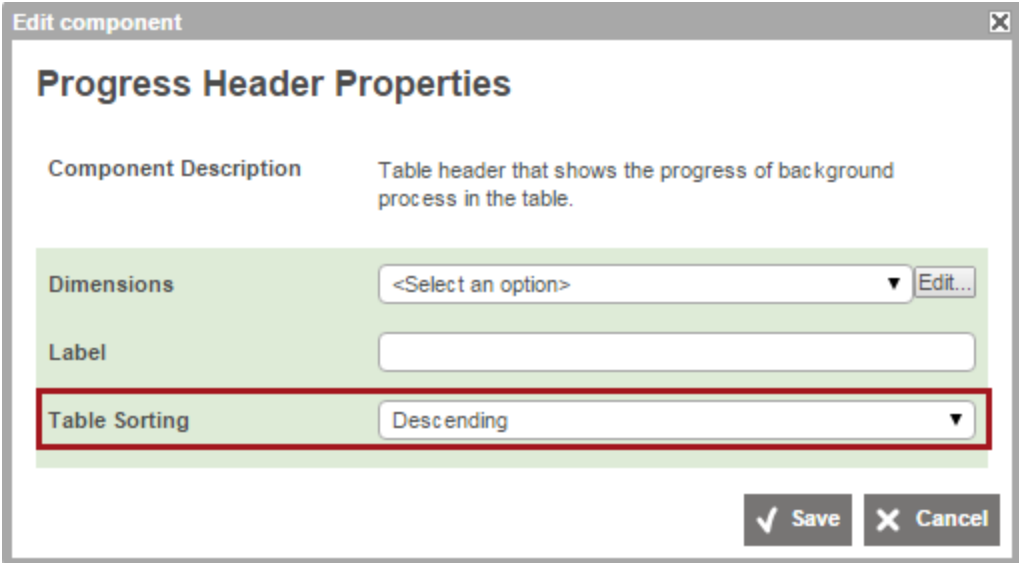 Edit component
Progress Header Properties
Component Description
Table header that shows the progress of background
process in the table.
Dimensions
<Select an option>
Edit...
Label
Table Sorting
Descending
Save
Cancel